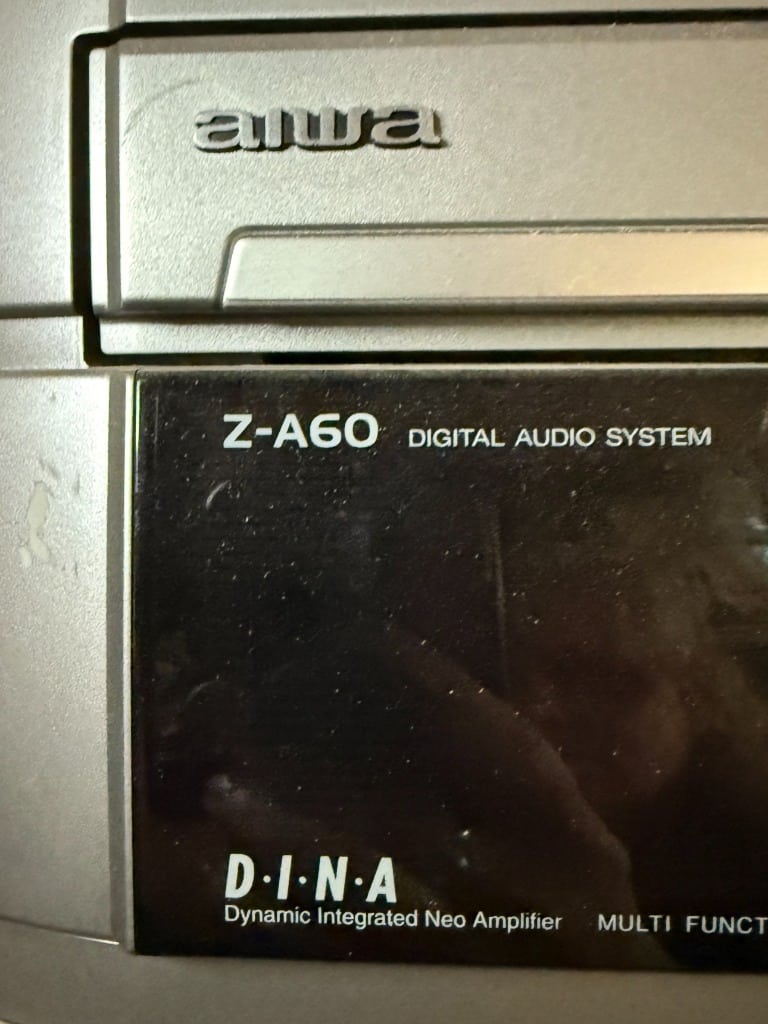 aiwa
Z-A60 DIGITAL AUDIO SYSTEM
D·I·N·A
Dynamic Integrated Neo Amplifier MULTI FUNCT